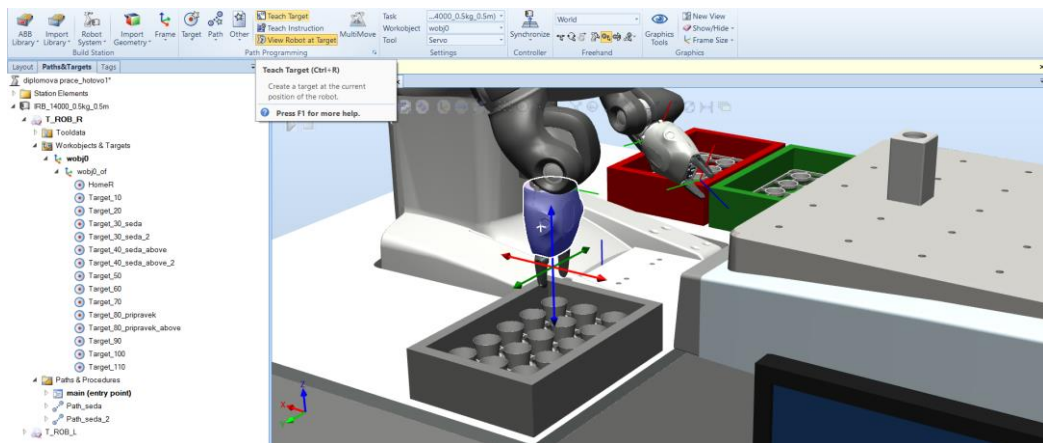 ABB Library
Import Library
Robot System
Import Geometry
Frame
Target
Path
Other
Teach Target
Teach Instruction
View Robot at Target
MultiMove
Task
..._4000_0.5kg_0.5m)
Workobject
wobj0
Tool
Servo
Synchronize
World
Graphics Tools
New View
Show/Hide
Frame Size
Build Station
Path Programming
Settings
Controller
Freehand
Graphics
Layout Paths&Targets Tags
diplomova prace_hotovo1*
Station Elements
IRB_14000_0.5kg_0.5m
T_ROB_R
Tooldata
Workobjects & Targets
wobj0
wobj0_of
HomeR
Target_10
Target_20
Target_30_seda
Target_30_seda_2
Target_40_seda_above
Target_40_seda_above_2
Target_50
Target_60
Target_70
Target_80_pripravek
Target_80_pripravek_above
Target_90
Target_100
Target_110
Paths & Procedures
main (entry point)
Path_seda
Path_seda_2
T_ROB_L
Teach Target (Ctrl+R)
Create a target at the current
position of the robot.
Press F1 for more help.
Z
X
Y